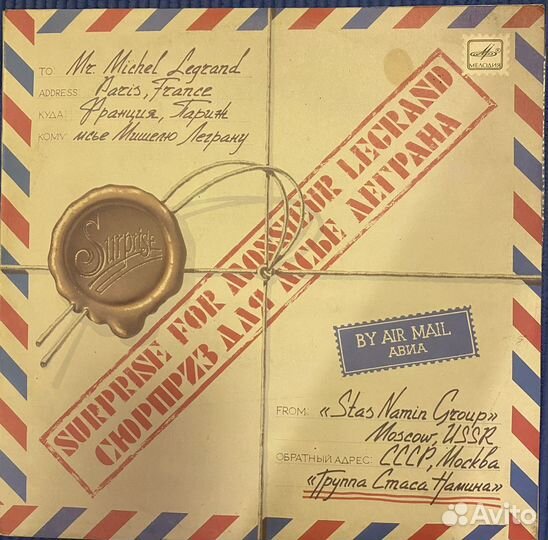 TO: Mr. Michel Legrand
ADDRESS: Paris, France
КУДА: Франция, Париж
КОМУ: мсье Мишелю Леграну
МЕЛОДИЯ
Surprise
SURPRISE FOR MONSIEUR LEGRAND
СЮРПРИЗ ДЛЯ МСЬЕ ЛЕГРАНА
BY AIR MAIL
АВИА
FROM: «Stas Namin Group»
Moscow, USSR
ОБРАТНЫЙ АДРЕС: СССР, Москва
«Группа Стаса Намина»
Avito